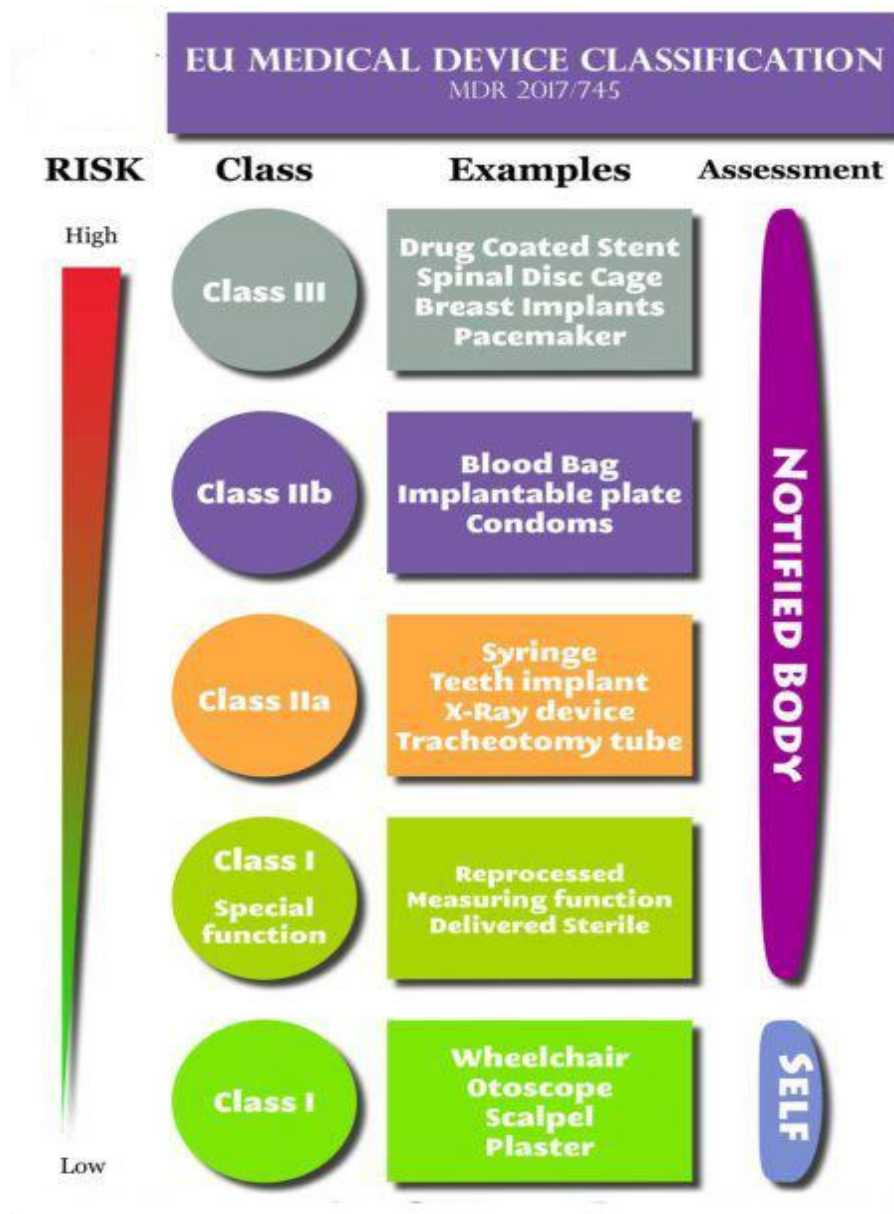 EU MEDICAL DEVICE CLASSIFICATION
MDR 2017/745
RISK
Class
Examples
Assessment
High
Class III
Drug Coated Stent
Spinal Disc Cage
Breast Implants
Pacemaker
Class IIb
Blood Bag
Implantable plate
Condoms
Class IIa
Syringe
Teeth implant
X-Ray device
Tracheotomy tube
Class I
Special
function
Reprocessed
Measuring function
Delivered Sterile
NOTIFIED BODY
Class I
Wheelchair
Otoscope
Scalpel
Plaster
SELF
Low